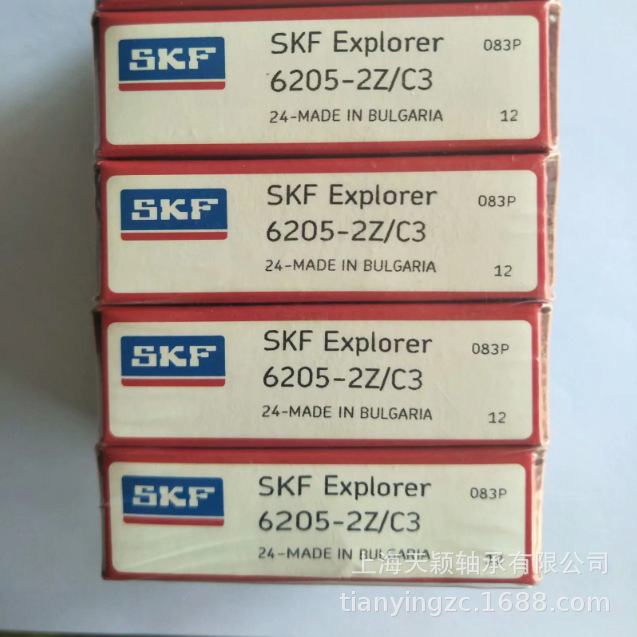 SKF
SKF Explorer 083P
6205-2Z/C3
24-MADE IN BULGARIA 12
SKF
SKF Explorer 083P
6205-2Z/C3
24-MADE IN BULGARIA 12
SKF
SKF Explorer 083P
6205-2Z/C3
24-MADE IN BULGARIA 12
SKF
SKF Explorer 083P
6205-2Z/C3
24-MADE IN BULGARIA 12
上海天颖轴承有限公司
tianyingzc.1688.com